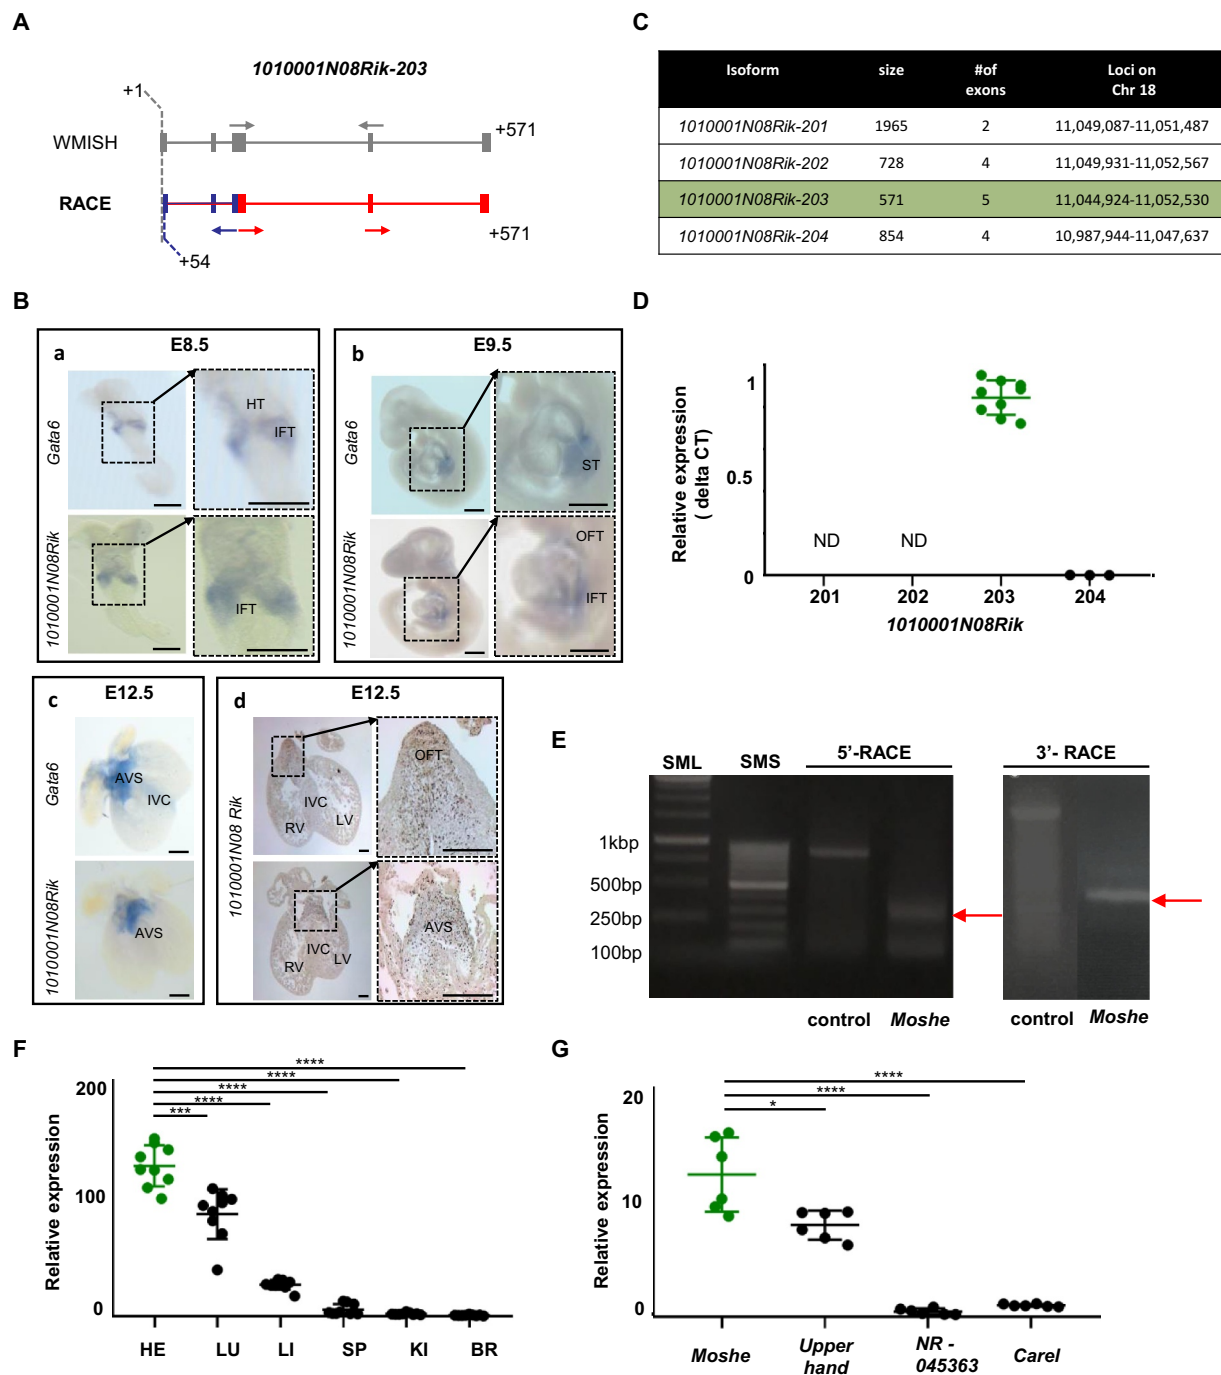 A
1010001N08Rik-203
+1
WMISH
+571
RACE
+571
+54
C
Isoform size #of exons Loci on Chr 18
1010001N08Rik-201 1965 2 11,049,087-11,051,487
1010001N08Rik-202 728 4 11,049,931-11,052,567
1010001N08Rik-203 571 5 11,044,924-11,052,530
1010001N08Rik-204 854 4 10,987,944-11,047,637
B
a
E8.5
Gata6
HT
IFT
1010001N08Rik
IFT
b
E9.5
Gata6
ST
1010001N08Rik
OFT
IFT
c
E12.5
Gata6
AVS
IVC
1010001N08Rik
AVS
d
E12.5
1010001N08 Rik
OFT
IVC
RV
LV
AVS
IVC
RV
LV
D
Relative expression
( delta CT)
1
0.5
0
ND
ND
201 202 203 204
1010001N08Rik
E
SML SMS 5'-RACE 3'- RACE
1kbp
500bp
250bp
100bp
control Moshe control Moshe
F
Relative expression
200
100
0
****
****
****
****
***
HE LU LI SP KI BR
G
Relative expression
20
10
0
****
****
*
Moshe Upper hand NR - 045363 Carel